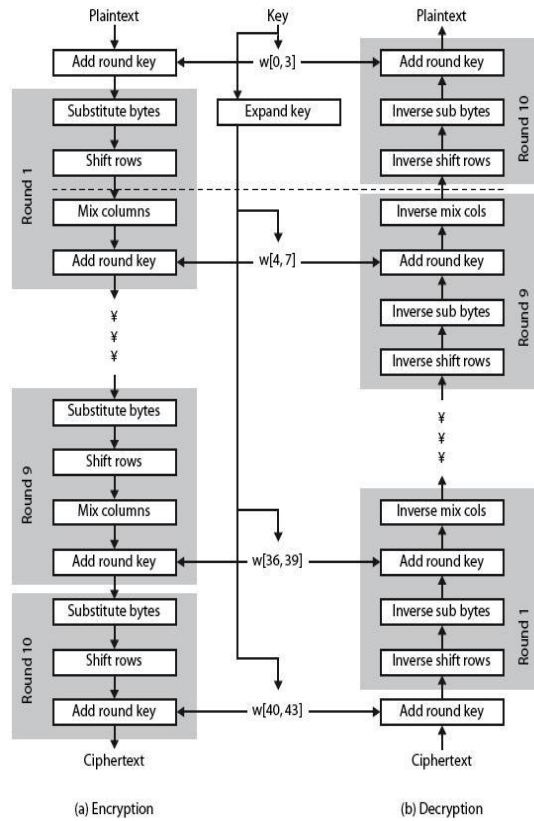 Plaintext
Key
Plaintext
Add round key
w[0, 3]
Add round key
Substitute bytes
Expand key
Inverse sub bytes
Round 10
Shift rows
Inverse shift rows
Round 1
Mix columns
Inverse mix cols
Add round key
w[4, 7]
Add round key
¥
Inverse sub bytes
Round 9
¥
¥
Inverse shift rows
Substitute bytes
¥
¥
Shift rows
¥
Round 9
Mix columns
Inverse mix cols
Add round key
w[36, 39]
Add round key
Substitute bytes
Inverse sub bytes
Round 1
Round 10
Shift rows
Inverse shift rows
Add round key
w[40, 43]
Add round key
Ciphertext
Ciphertext
(a) Encryption
(b) Decryption